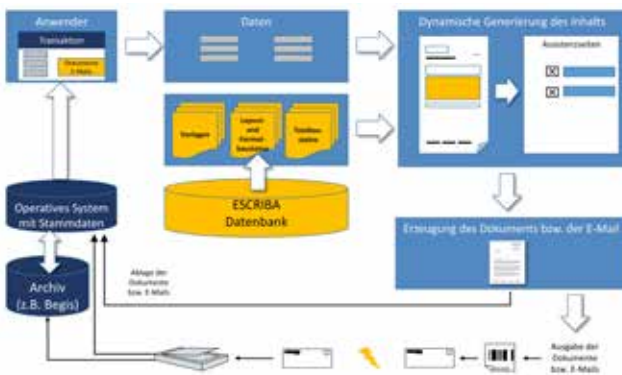 Anwender
Transaktion
Dokumente
E-Mails
Daten
Dynamische Generierung des Inhalts
Assistenzseiten
Vorlagen
Layout-
und
Format-
bausteine
Textbau-
steine
ESCRIBA
Datenbank
Operatives System
mit Stammdaten
Archiv
(z.B. Begis)
Erzeugung des Dokuments bzw. der E-Mail
Ablage der
Dokumente
bzw. E-Mails
Ausgabe der
Dokumente
bzw. E-Mails